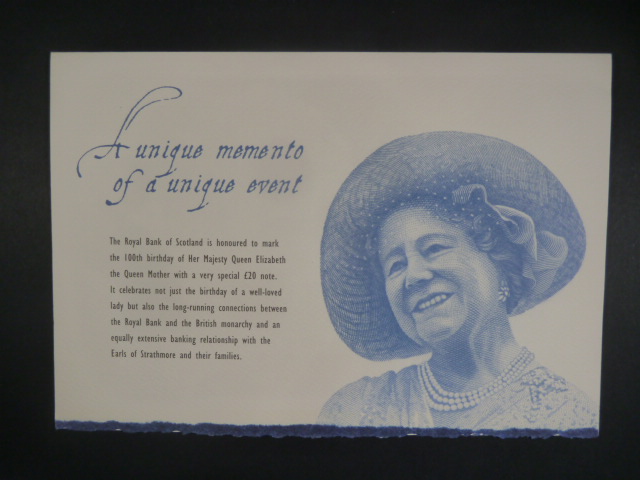 A unique memento
of a unique event
The Royal Bank of Scotland is honoured to mark
the 100th birthday of Her Majesty Queen Elizabeth
the Queen Mother with a very special £20 note.
It celebrates not just the birthday of a well-loved
lady but also the long-running connections between
the Royal Bank and the British monarchy and an
equally extensive banking relationship with the
Earls of Strathmore and their families.